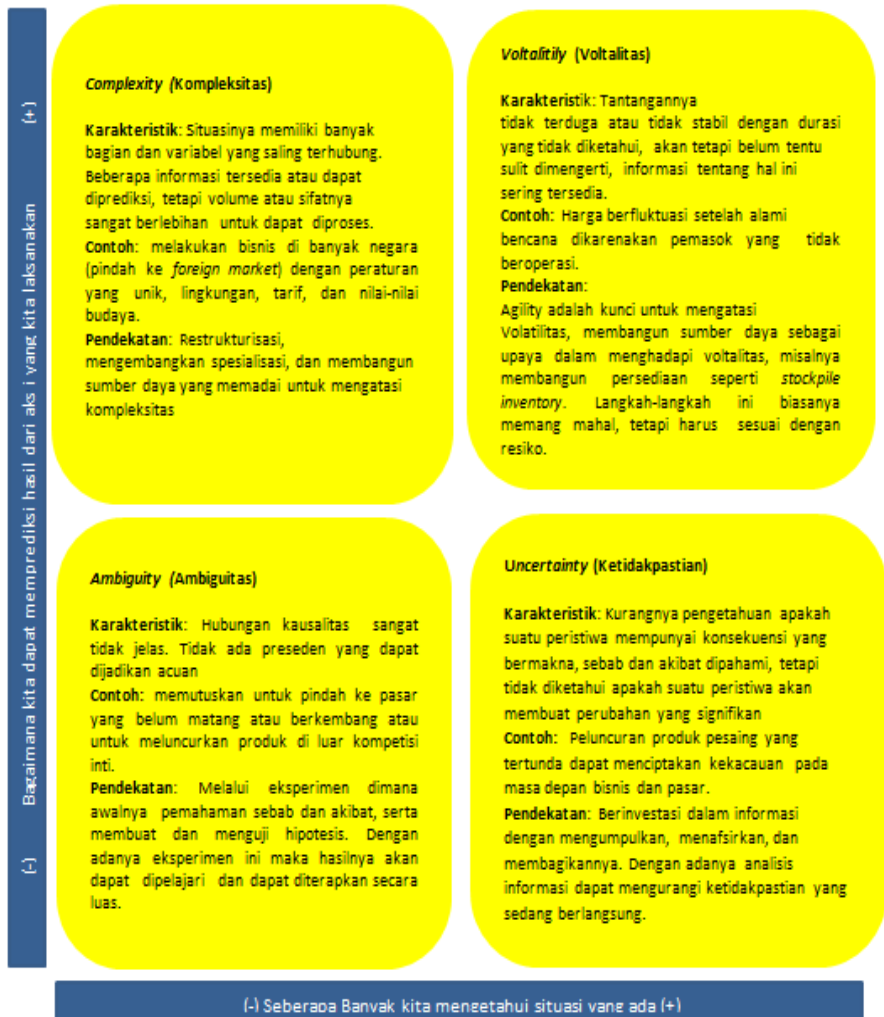 Complexity (Kompleksitas)
Karakteristik: Situasinya memiliki banyak
bagian dan variabel yang saling terhubung.
Beberapa informasi tersedia atau dapat
diprediksi, tetapi volume atau sifatnya
sangat berlebihan untuk dapat diproses.
Contoh: melakukan bisnis di banyak negara
(pindah ke foreign market) dengan peraturan
yang unik, lingkungan, tarif, dan nilai-nilai
budaya.
Pendekatan: Restrukturisasi,
mengembangkan spesialisasi, dan membangun
sumber daya yang memadai untuk mengatasi
kompleksitas
Voltalitily (Voltalitas)
Karakteristik: Tantangannya
tidak terduga atau tidak stabil dengan durasi
yang tidak diketahui, akan tetapi belum tentu
sulit dimengerti, informasi tentang hal ini
sering tersedia.
Contoh: Harga berfluktuasi setelah alami
bencana dikarenakan pemasok yang tidak
beroperasi.
Pendekatan:
Agility adalah kunci untuk mengatasi
Volatilitas, membangun sumber daya sebagai
upaya dalam menghadapi voltalitas, misalnya
membangun persediaan seperti stockpile
inventory. Langkah-langkah ini biasanya
memang mahal, tetapi harus sesuai dengan
resiko.
Ambiguity (Ambiguitas)
Karakteristik: Hubungan kausalitas sangat
tidak jelas. Tidak ada preseden yang dapat
dijadikan acuan
Contoh: memutuskan untuk pindah ke pasar
yang belum matang atau berkembang atau
untuk meluncurkan produk di luar kompetisi
inti.
Pendekatan: Melalui eksperimen dimana
awalnya pemahaman sebab dan akibat, serta
membuat dan menguji hipotesis. Dengan
adanya eksperimen ini maka hasilnya akan
dapat dipelajari dan dapat diterapkan secara
luas.
Uncertainty (Ketidakpastian)
Karakteristik: Kurangnya pengetahuan apakah
suatu peristiwa mempunyai konsekuensi yang
bermakna, sebab dan akibat dipahami, tetapi
tidak diketahui apakah suatu peristiwa akan
membuat perubahan yang signifikan
Contoh: Peluncuran produk pesaing yang
tertunda dapat menciptakan kekacauan pada
masa depan bisnis dan pasar.
Pendekatan: Berinvestasi dalam informasi
dengan mengumpulkan, menafsirkan, dan
membagikannya. Dengan adanya analisis
informasi dapat mengurangi ketidakpastian yang
sedang berlangsung.
(-) Bagaimana kita dapat memprediksi hasil dari aks i yang kita laksanakan (+)
(-) Seberapa Banyak kita mengetahui situasi yang ada (+)